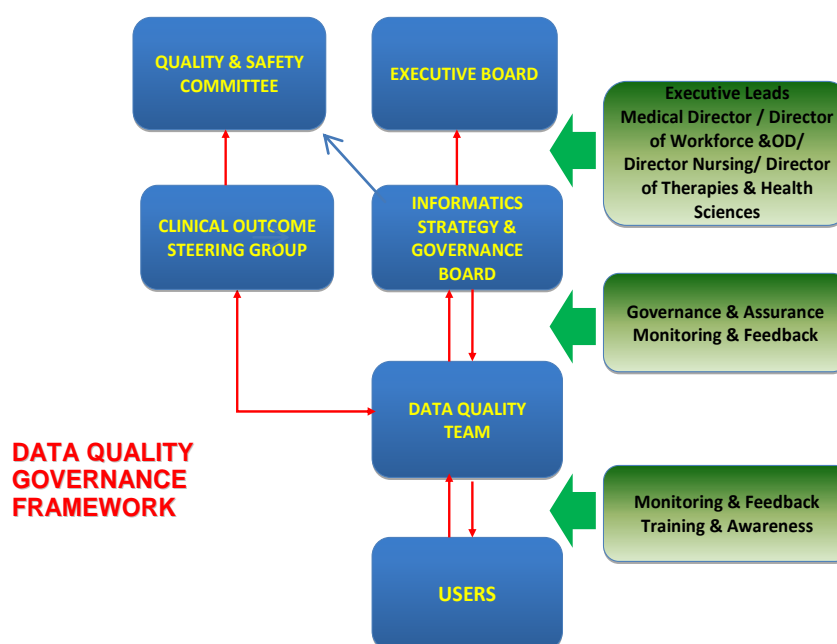 QUALITY & SAFETY
COMMITTEE
EXECUTIVE BOARD
Executive Leads
Medical Director / Director
of Workforce &OD/
Director Nursing/ Director
of Therapies & Health
Sciences
CLINICAL OUTCOME
STEERING GROUP
INFORMATICS
STRATEGY &
GOVERNANCE
BOARD
Governance & Assurance
Monitoring & Feedback
DATA QUALITY
TEAM
DATA QUALITY
GOVERNANCE
FRAMEWORK
Monitoring & Feedback
Training & Awareness
USERS